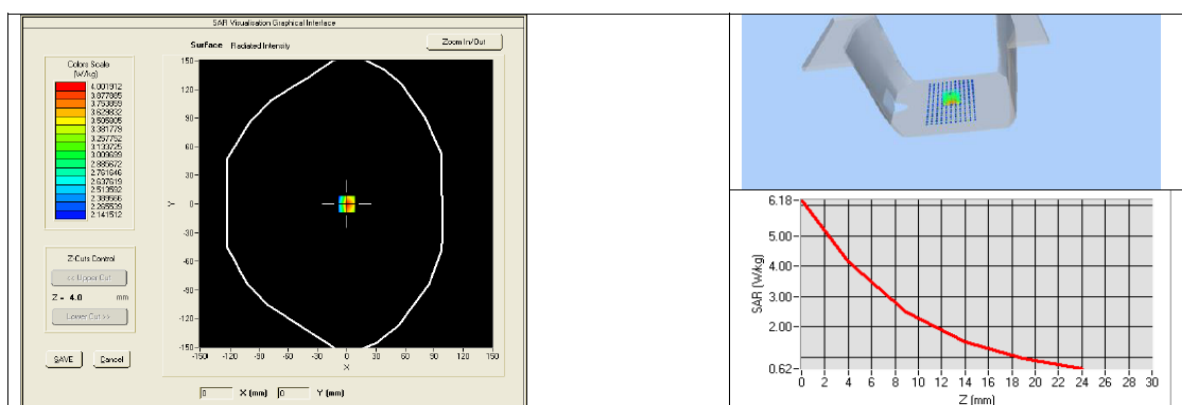 SAR Visualisation Graphical Interface
Surface Radiated Intensity
Zoom In/Out
Colors Scale
(W/kg)
4.001912
3.877885
3.753859
3.629832
3.505805
3.381779
3.257752
3.133725
3.009699
2.885672
2.761646
2.637619
2.513592
2.389566
2.265539
2.141512
Z-Cuts Control
<< Upper Cut
Z = 4.0 mm
Lower Cut >>
SAVE Cancel
150
120
90
60
30
0
-30
-60
-90
-120
-150
Y
-150 -120 -90 -60 -30 0 30 60 90 120 150
X
0 X (mm) 0 Y (mm)
6.18
5.00
4.00
3.00
2.00
0.62
SAR (W/kg)
0 2 4 6 8 10 12 14 16 18 20 22 24 26 28 30
Z (mm)